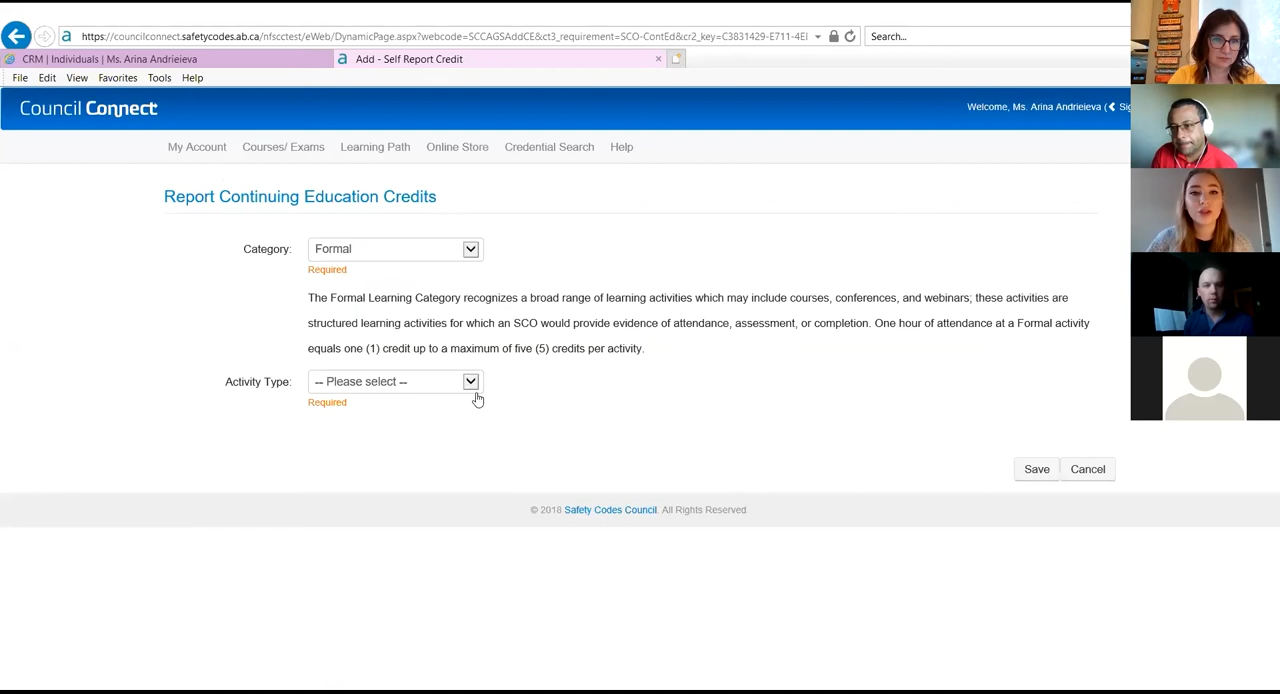 https://councilconnect.safetycodes.ab.ca/nfsccctest/eWeb/DynamicPage.aspx?webcode=SCCAGSAddCE&ct3_requirement=SCO-ContEd&cr2_key=C3831429-E711-4EI
Search...
CRM | Individuals | Ms. Arina Andrieieva
Add - Self Report Credit
File Edit View Favorites Tools Help
Council Connect
Welcome, Ms. Arina Andrieieva ( Sig
My Account Courses/ Exams Learning Path Online Store Credential Search Help
Report Continuing Education Credits
Category: Formal
Required
The Formal Learning Category recognizes a broad range of learning activities which may include courses, conferences, and webinars; these activities are
structured learning activities for which an SCO would provide evidence of attendance, assessment, or completion. One hour of attendance at a Formal activity
equals one (1) credit up to a maximum of five (5) credits per activity.
Activity Type: -- Please select --
Required
Save Cancel
© 2018 Safety Codes Council. All Rights Reserved